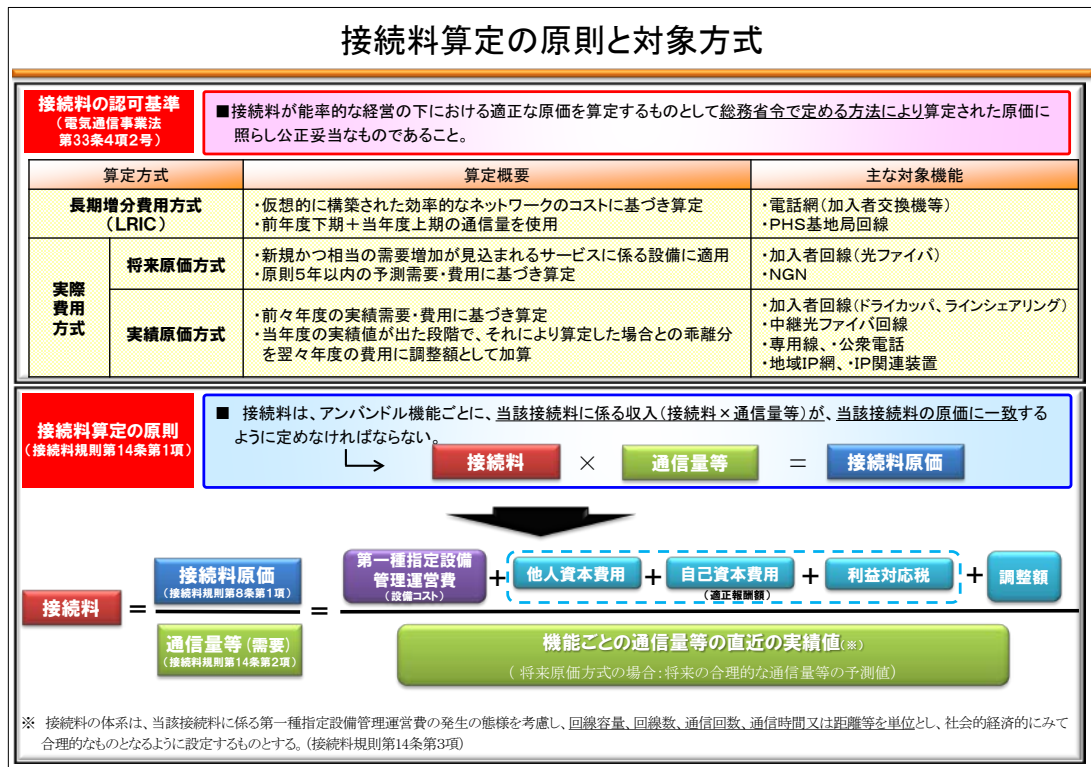 接続料算定の原則と対象方式
接続料の認可基準
（電気通信事業法
第33条4項2号）
■接続料が能率的な経営の下における適正な原価を算定するものとして総務省令で定める方法により算定された原価に
照らし公正妥当なものであること。
算定方式
算定概要
主な対象機能
長期増分費用方式
（LRIC）
・仮想的に構築された効率的なネットワークのコストに基づき算定
・前年度下期＋当年度上期の通信量を使用
・電話網（加入者交換機等）
・PHS基地局回線
実際
費用
方式
将来原価方式
・新規かつ相当の需要増加が見込まれるサービスに係る設備に適用
・原則5年以内の予測需要・費用に基づき算定
・加入者回線（光ファイバ）
・NGN
実績原価方式
・前々年度の実績需要・費用に基づき算定
・当年度の実績値が出た段階で、それにより算定した場合との乖離分
を翌々年度の費用に調整額として加算
・加入者回線（ドライカッパ、ラインシェアリング）
・中継光ファイバ回線
・専用線、・公衆電話
・地域IP網、・IP関連装置
接続料算定の原則
（接続料規則第14条第1項）
■ 接続料は、アンバンドル機能ごとに、当該接続料に係る収入（接続料×通信量等）が、当該接続料の原価に一致する
ように定めなければならない。
接続料 × 通信量等 ＝ 接続料原価
接続料 ＝
接続料原価
（接続料規則第8条第1項）
通信量等（需要）
（接続料規則第14条第2項）
＝
第一種指定設備
管理運営費
（設備コスト）
＋ 他人資本費用 ＋ 自己資本費用 ＋ 利益対応税 ＋ 調整額
（適正報酬額）
機能ごとの通信量等の直近の実績値（※）
（ 将来原価方式の場合：将来の合理的な通信量等の予測値）
※ 接続料の体系は、当該接続料に係る第一種指定設備管理運営費の発生の態様を考慮し、回線容量、回線数、通信回数、通信時間又は距離等を単位とし、社会的経済的にみて
合理的なものとなるように設定するものとする。（接続料規則第14条第3項）